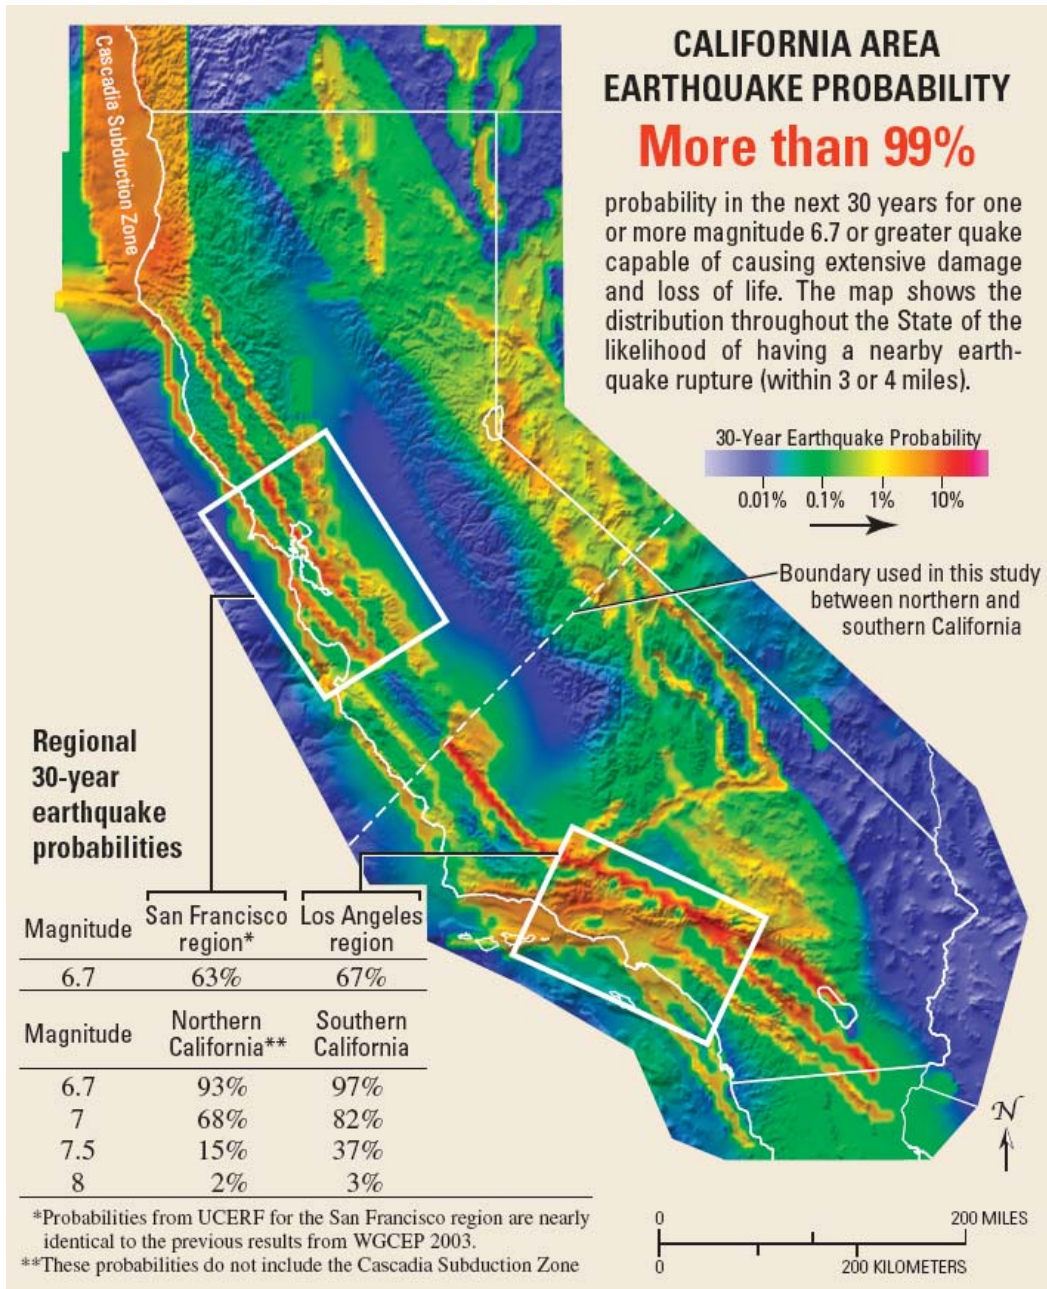 CALIFORNIA AREA
EARTHQUAKE PROBABILITY
More than 99%
probability in the next 30 years for one
or more magnitude 6.7 or greater quake
capable of causing extensive damage
and loss of life. The map shows the
distribution throughout the State of the
likelihood of having a nearby earth-
quake rupture (within 3 or 4 miles).
Cascadia Subduction Zone
30-Year Earthquake Probability
0.01% 0.1% 1% 10%
Boundary used in this study
between northern and
southern California
Regional
30-year
earthquake
probabilities
Magnitude San Francisco region* Los Angeles region
6.7 63% 67%
Magnitude Northern California** Southern California
6.7 93% 97%
7 68% 82%
7.5 15% 37%
8 2% 3%
*Probabilities from UCERF for the San Francisco region are nearly
identical to the previous results from WGCEP 2003.
**These probabilities do not include the Cascadia Subduction Zone
N
0 200 MILES
0 200 KILOMETERS